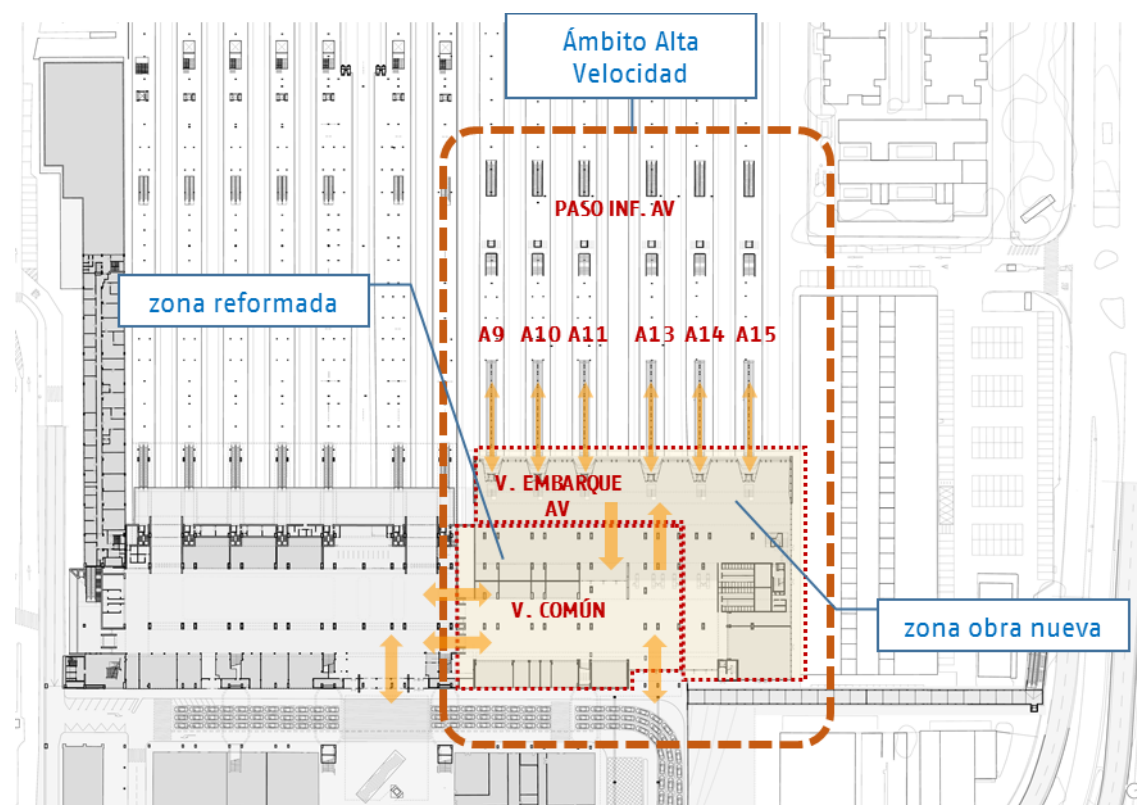 Ámbito Alta
Velocidad
PASO INF. AV
zona reformada
A9 A10 A11 A13 A14 A15
V. EMBARQUE
AV
V. COMÚN
zona obra nueva